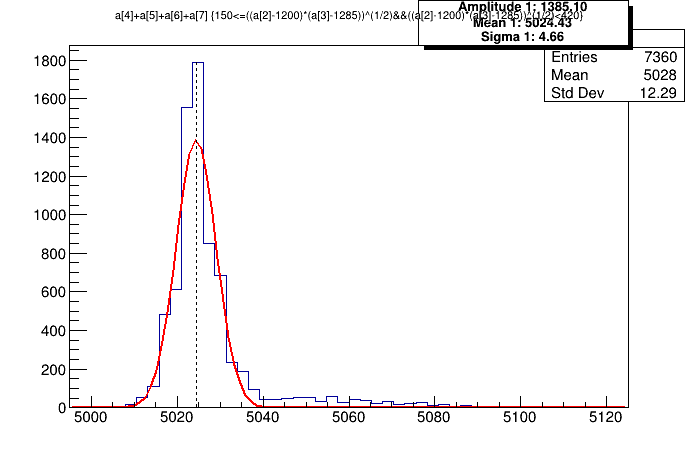 Amplitude 1: 1385.10
a[4]+a[5]+a[6]+a[7] {150<=((a[2]-1200)*(a[3]-1285))^(1/2)&&((a[2]-1200)*(a[3]-1285))^(1/2)<420}
Mean 1: 5024.43
Sigma 1: 4.66
Entries 7360
Mean 5028
Std Dev 12.29
1800
1600
1400
1200
1000
800
600
400
200
0
5000 5020 5040 5060 5080 5100 5120